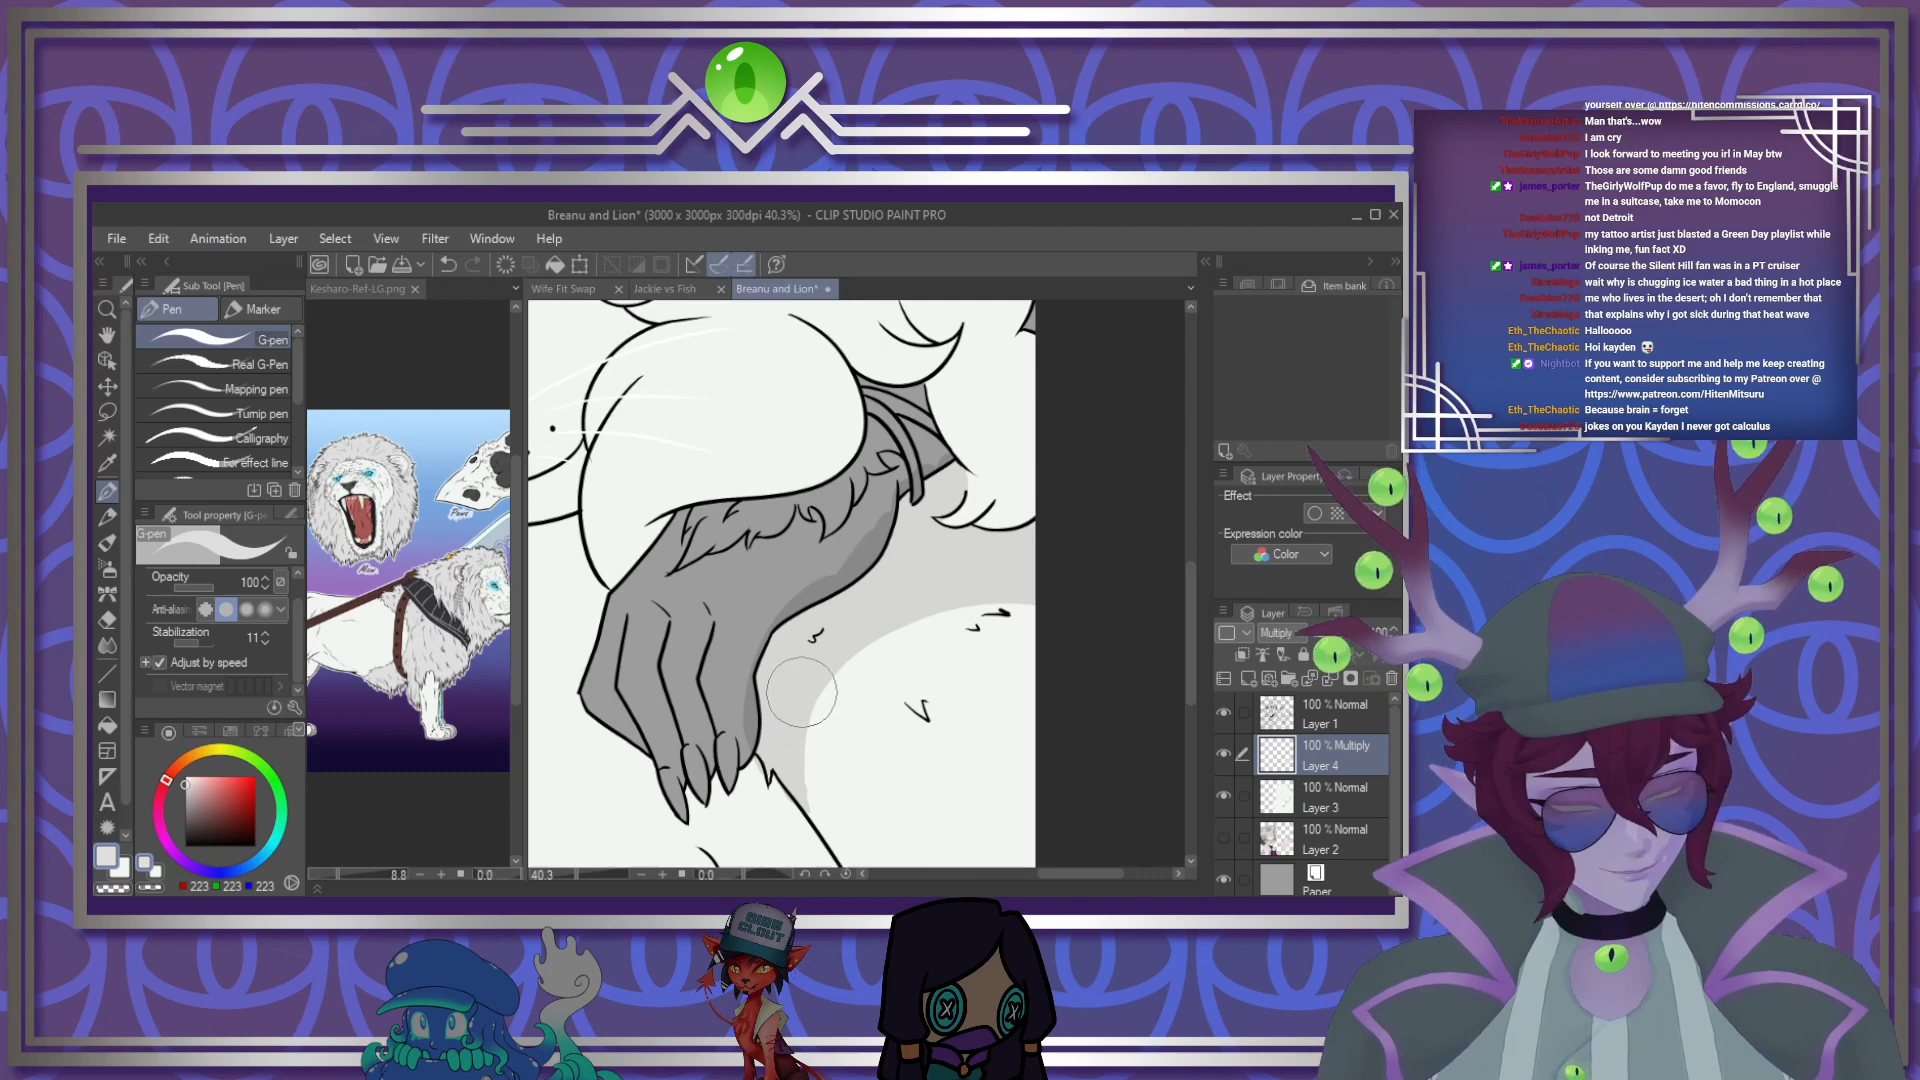 Breanu and Lion* (3000 x 3000px 300dpi 40.3%) - CLIP STUDIO PAINT PRO
File Edit Animation Layer Select View Filter Window Help
Sub Tool [Pen]
Pen
Marker
G-pen
Real G-Pen
Mapping pen
Turnip pen
Calligraphy
For effect line
Tool property [G-pe
G-pen
Opacity 100
Anti-aliasin
Stabilization 11
Adjust by speed
Vector magnet
223 223 223
Kesharo-Ref-LG.png
8.8 0.0
Wife Fit Swap
Jackie vs Fish
Breanu and Lion*
40.3 0.0
Item bank
Layer Property
Effect
Expression color
Color
Layer
Multiply
100 % Normal
Layer 1
100 % Multiply
Layer 4
100 % Normal
Layer 3
100 % Normal
Layer 2
Paper
yourself over @ https://hitencommissions.carrd.co/
Man that's...wow
I am cry
TheGirlyWolfPup I look forward to meeting you irl in May btw
Those are some damn good friends
james_porter TheGirlyWolfPup do me a favor, fly to England, smuggle
me in a suitcase, take me to Momocon
not Detroit
TheGirlyWolfPup my tattoo artist just blasted a Green Day playlist while
inking me, fun fact XD
james_porter Of course the Silent Hill fan was in a PT cruiser
wait why is chugging ice water a bad thing in a hot place
me who lives in the desert; oh I don't remember that
that explains why i got sick during that heat wave
Eth_TheChaotic Hallooooo
Eth_TheChaotic Hoi kayden
Nightbot If you want to support me and help me keep creating
content, consider subscribing to my Patreon over @
https://www.patreon.com/HitenMitsuru
Eth_TheChaotic Because brain = forget
jokes on you Kayden I never got calculus